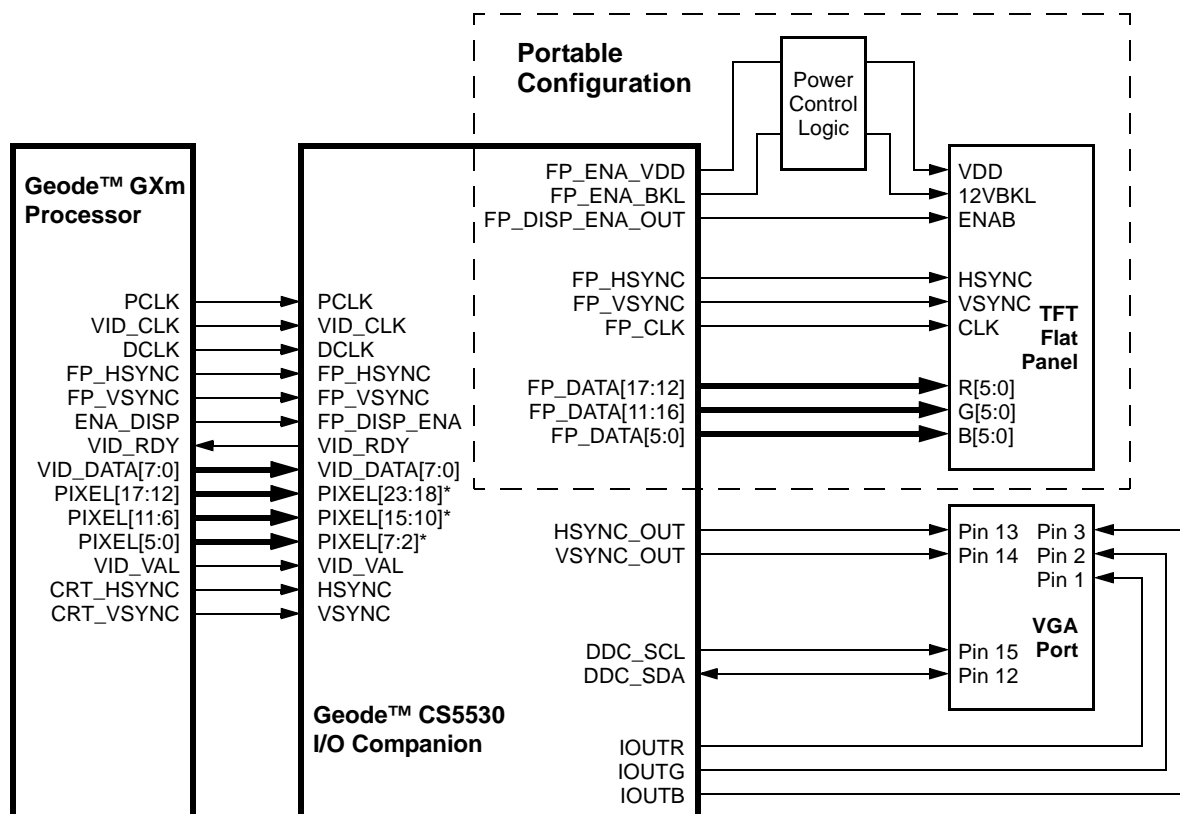 Portable
Configuration
Power
Control
Logic
Geode™ GXm
Processor
PCLK
VID_CLK
DCLK
FP_HSYNC
FP_VSYNC
ENA_DISP
VID_RDY
VID_DATA[7:0]
PIXEL[17:12]
PIXEL[11:6]
PIXEL[5:0]
VID_VAL
CRT_HSYNC
CRT_VSYNC
PCLK
VID_CLK
DCLK
FP_HSYNC
FP_VSYNC
FP_DISP_ENA
VID_RDY
VID_DATA[7:0]
PIXEL[23:18]*
PIXEL[15:10]*
PIXEL[7:2]*
VID_VAL
HSYNC
VSYNC
Geode™ CS5530
I/O Companion
FP_ENA_VDD
FP_ENA_BKL
FP_DISP_ENA_OUT
FP_HSYNC
FP_VSYNC
FP_CLK
FP_DATA[17:12]
FP_DATA[11:16]
FP_DATA[5:0]
HSYNC_OUT
VSYNC_OUT
DDC_SCL
DDC_SDA
IOUTR
IOUTG
IOUTB
VDD
12VBKL
ENAB
HSYNC
VSYNC
CLK
TFT
Flat
Panel
R[5:0]
G[5:0]
B[5:0]
Pin 13 Pin 3
Pin 14 Pin 2
Pin 1
VGA
Port
Pin 15
Pin 12